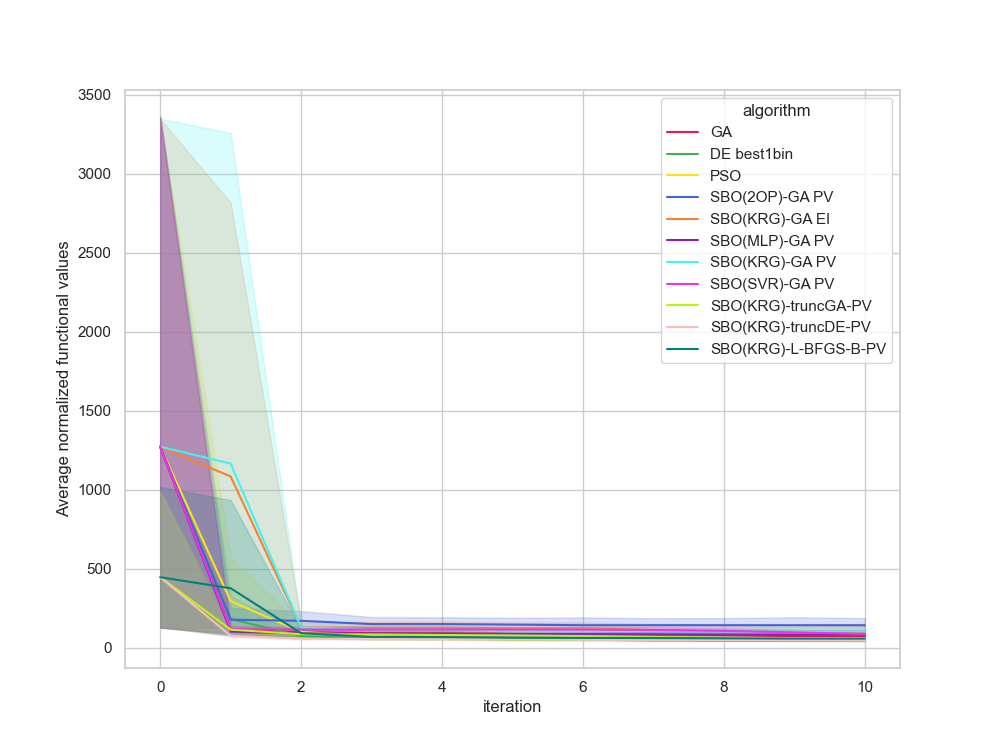 3500
3000
2500
2000
1500
1000
500
0
Average normalized functional values
0
2
4
6
8
10
iteration
algorithm
GA
DE best1bin
PSO
SBO(2OP)-GA PV
SBO(KRG)-GA EI
SBO(MLP)-GA PV
SBO(KRG)-GA PV
SBO(SVR)-GA PV
SBO(KRG)-truncGA-PV
SBO(KRG)-truncDE-PV
SBO(KRG)-L-BFGS-B-PV